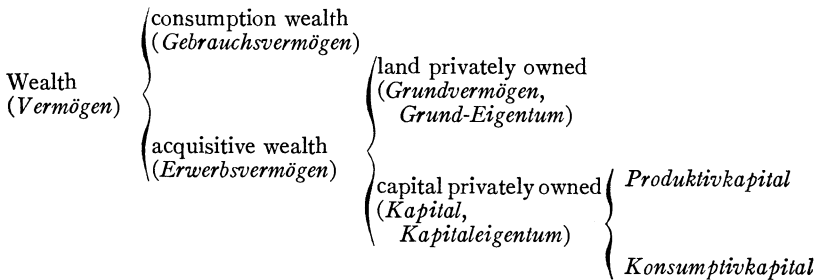 consumption wealth
(Gebrauchsvermögen)
Wealth
(Vermögen)
acquisitive wealth
(Erwerbsvermögen)
land privately owned
(Grundvermögen,
Grund-Eigentum)
capital privately owned
(Kapital,
Kapitaleigentum)
Produktivkapital
Konsumptivkapital